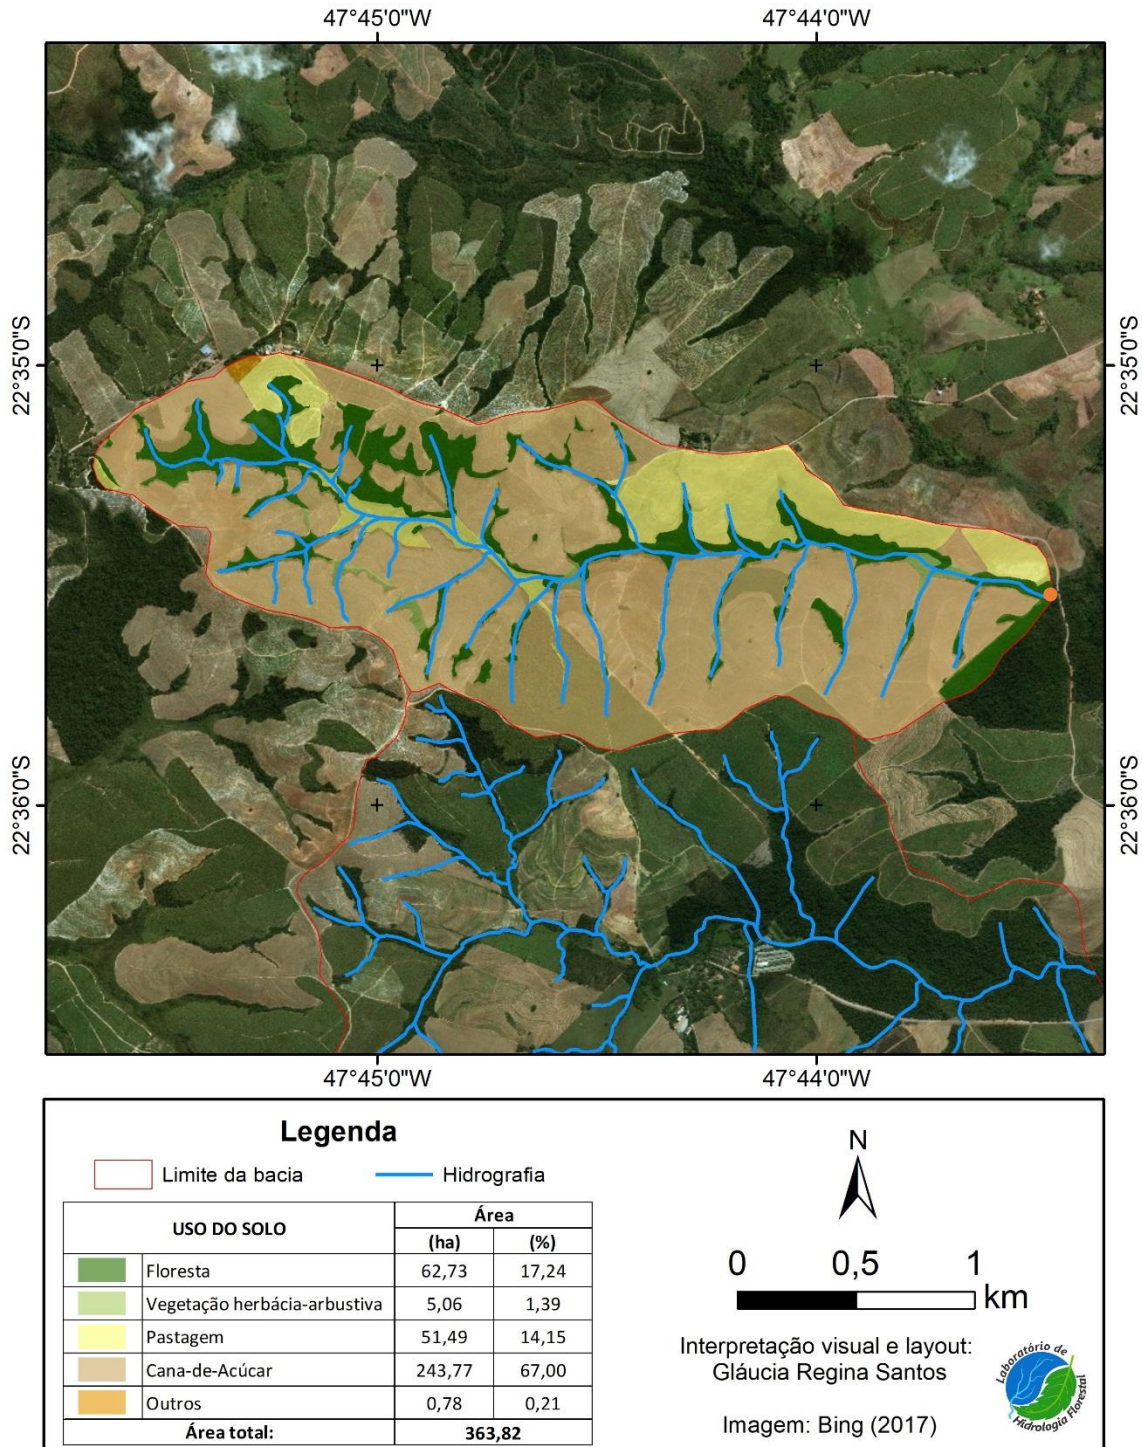 47°45'0"W 47°44'0"W
22°35'0"S 22°35'0"S
22°36'0"S 22°36'0"S
47°45'0"W 47°44'0"W
Legenda
Limite da bacia Hidrografia
USO DO SOLO Área
(ha) (%)
Floresta 62,73 17,24
Vegetação herbácia-arbustiva 5,06 1,39
Pastagem 51,49 14,15
Cana-de-Acúcar 243,77 67,00
Outros 0,78 0,21
Área total: 363,82
N
0 0,5 1
km
Interpretação visual e layout:
Gláucia Regina Santos
Imagem: Bing (2017)
Laboratório de
Hidrologia Florestal